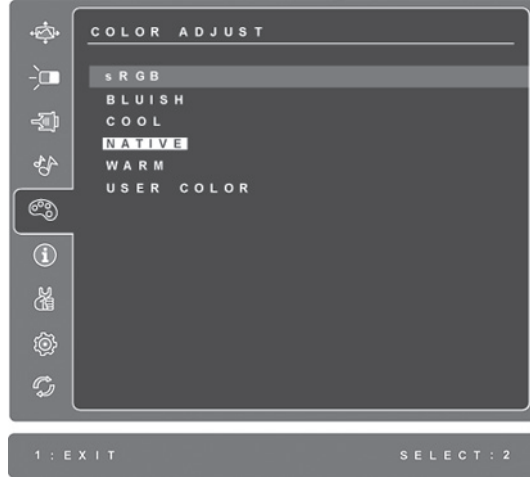 COLOR ADJUST
sRGB
BLUISH
COOL
NATIVE
WARM
USER COLOR
1:EXIT SELECT:2